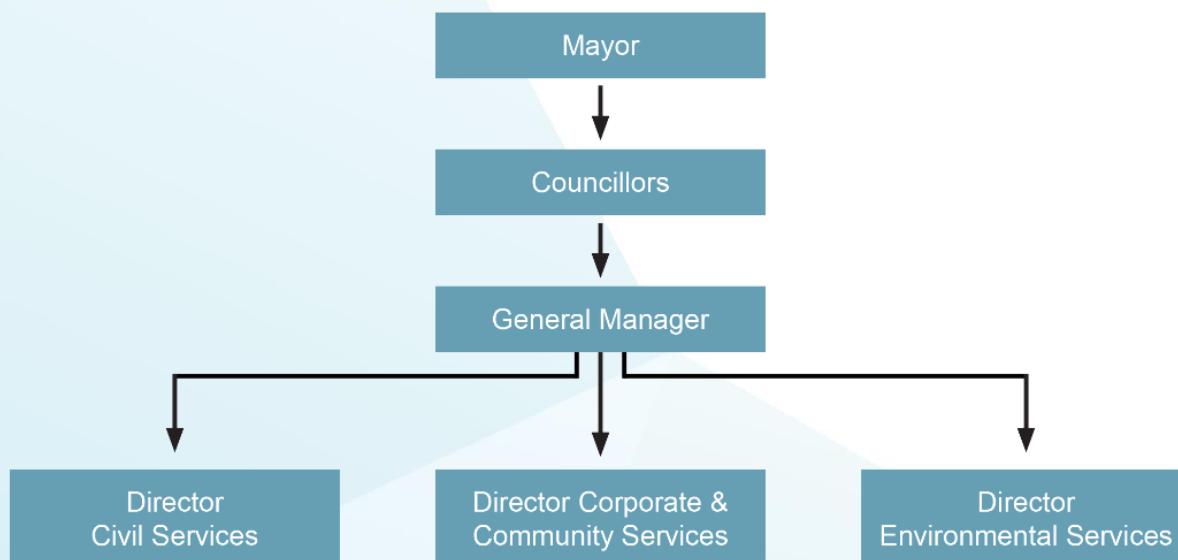 Mayor
Councillors
General Manager
Director
Civil Services
Director Corporate &
Community Services
Director
Environmental Services